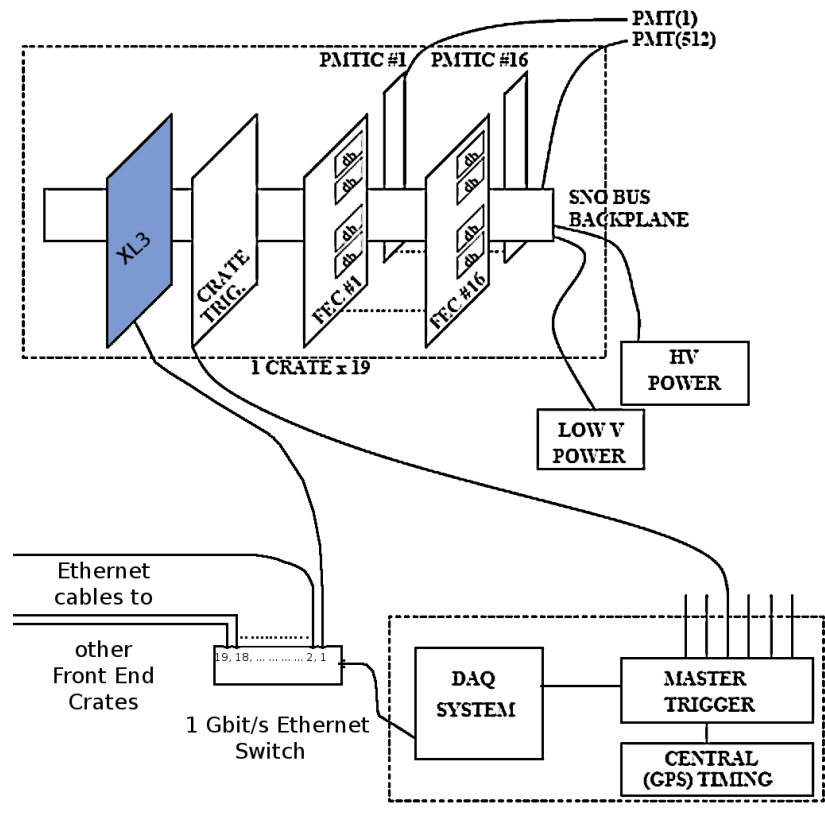 PMT(1)
PMT(512)
PMTIC #1
PMTIC #16
db
db
db
db
db
db
db
db
SNO BUS
BACKPLANE
XL3
CRATE
TRIG.
FEC #1
FEC #16
1 CRATE x 19
HV
POWER
LOW V
POWER
Ethernet
cables to
other
Front End
Crates
19, 18, ... ... ... ... 2, 1
1 Gbit/s Ethernet
Switch
DAQ
SYSTEM
MASTER
TRIGGER
CENTRAL
(GPS) TIMING